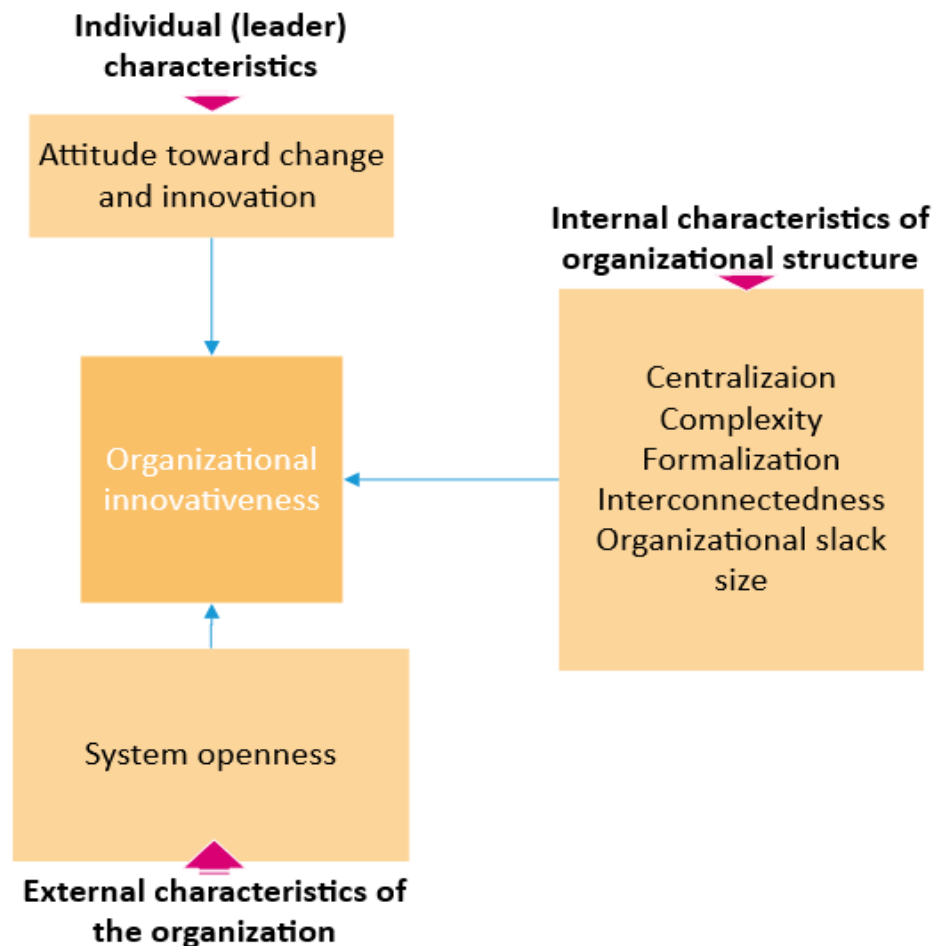 Individual (leader)
characteristics
Attitude toward change
and innovation
Internal characteristics of
organizational structure
Centralizaion
Complexity
Formalization
Interconnectedness
Organizational slack
size
Organizational
innovativeness
System openness
External characteristics of
the organization